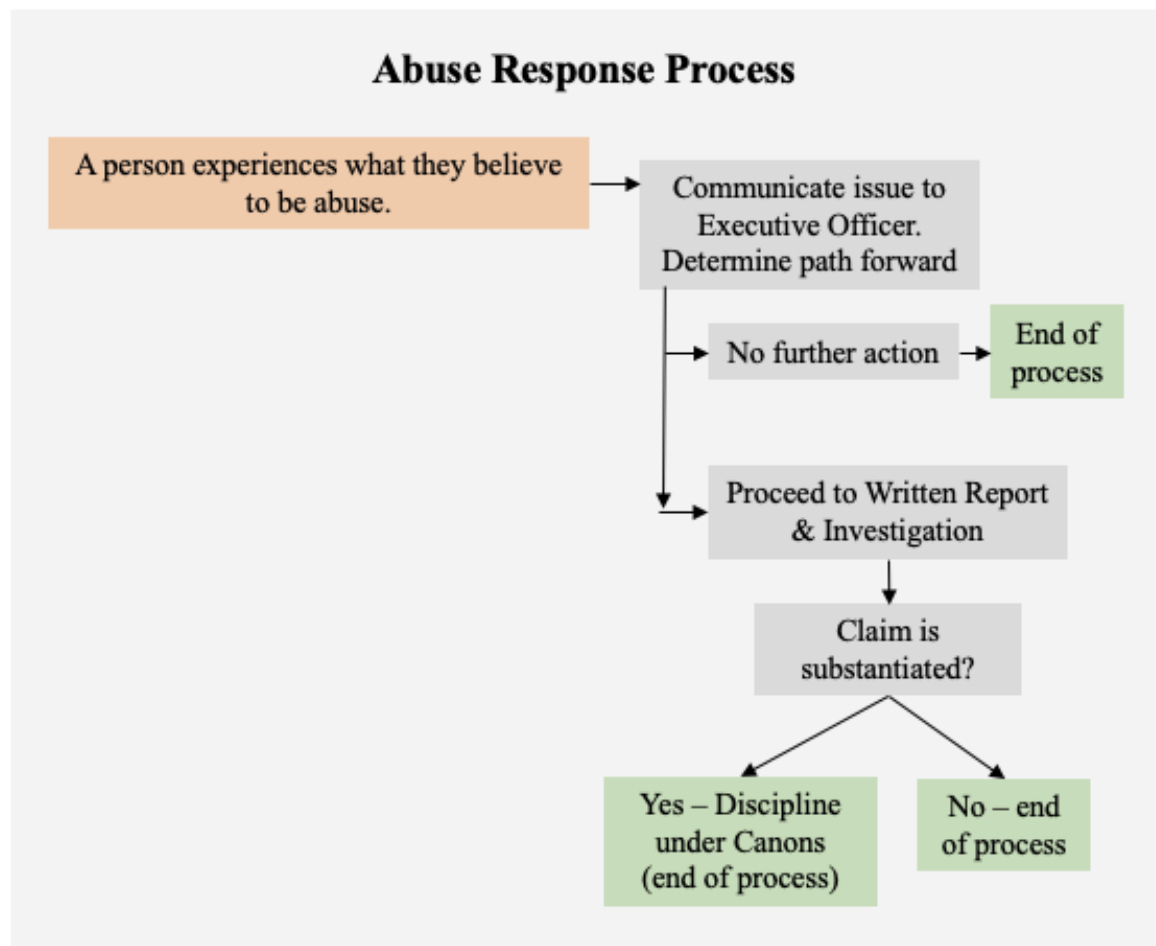 Abuse Response Process
A person experiences what they believe
to be abuse.
Communicate issue to
Executive Officer.
Determine path forward
No further action
End of
process
Proceed to Written Report
& Investigation
Claim is
substantiated?
Yes – Discipline
under Canons
(end of process)
No – end
of process